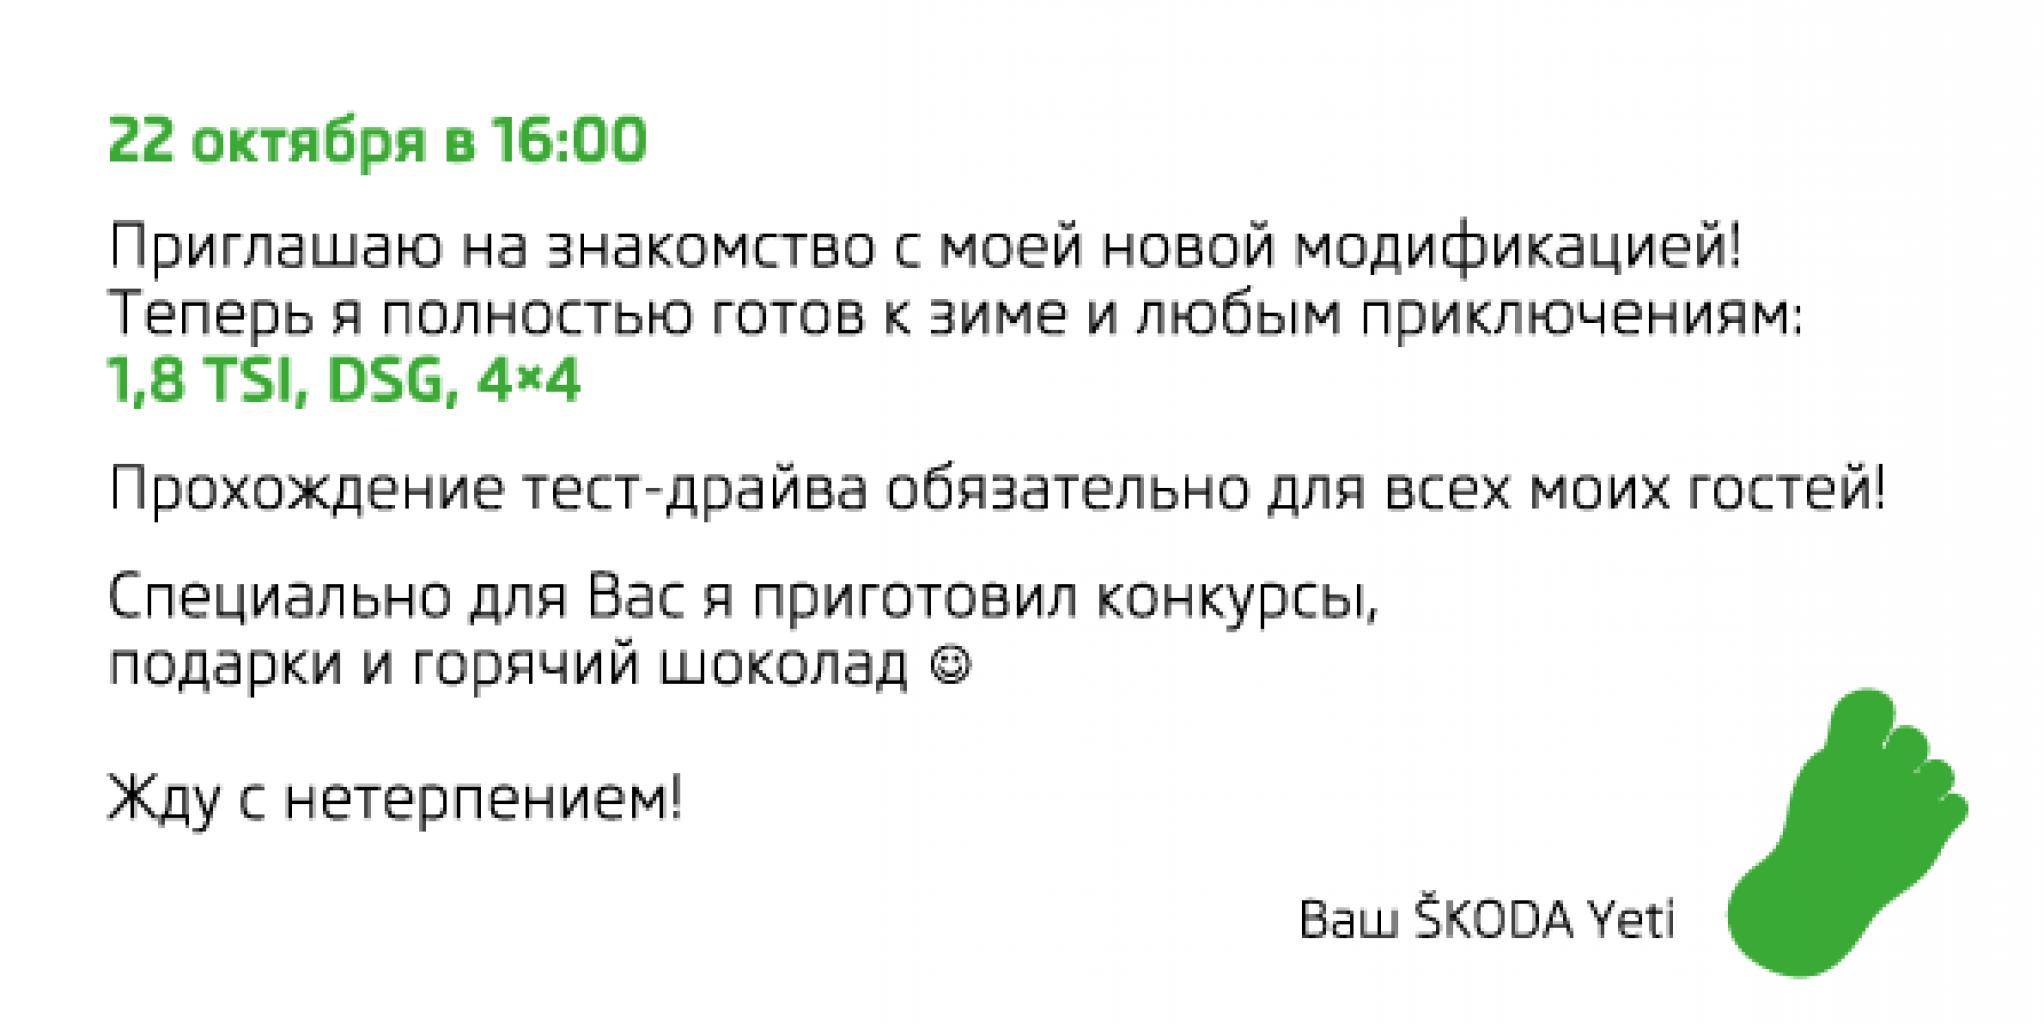 22 октября в 16:00
Приглашаю на знакомство с моей новой модификацией!
Теперь я полностью готов к зиме и любым приключениям:
1,8 TSI, DSG, 4×4
Прохождение тест-драйва обязательно для всех моих гостей!
Специально для Вас я приготовил конкурсы,
подарки и горячий шоколад ☺
Жду с нетерпением!
Ваш ŠKODA Yeti